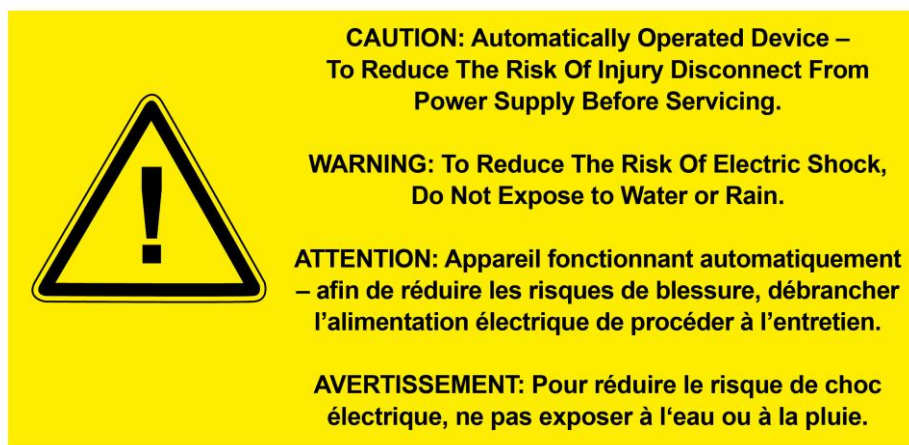 CAUTION: Automatically Operated Device –
To Reduce The Risk Of Injury Disconnect From
Power Supply Before Servicing.
WARNING: To Reduce The Risk Of Electric Shock,
Do Not Expose to Water or Rain.
ATTENTION: Appareil fonctionnant automatiquement
– afin de réduire les risques de blessure, débrancher
l’alimentation électrique de procéder à l’entretien.
AVERTISSEMENT: Pour réduire le risque de choc
électrique, ne pas exposer à l‘eau ou à la pluie.